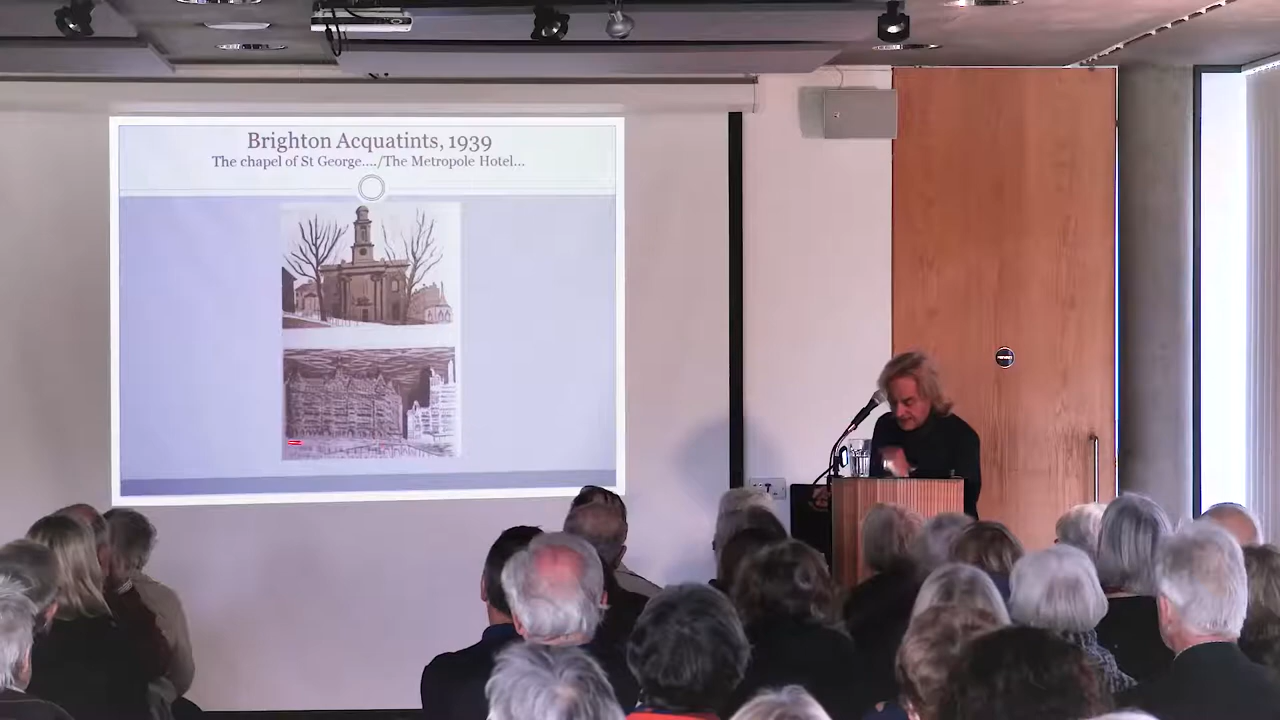 Brighton Acquatints, 1939
The chapel of St George..../The Metropole Hotel...